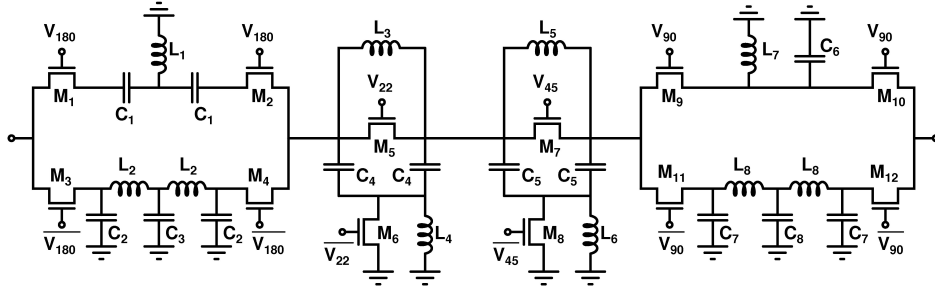 V180 V180 L3 L5 V90 V90
L1 L7 C6
V22 V45
M1 M2 M9 M10
C1 C1
M5 M7
M3 L2 L2 M4 C4 C4 C5 C5 M11 L8 L8 M12
V180 C2 C3 C2 V180 V22 M6 L4 V45 M8 L6 V90 C7 C8 C7 V90